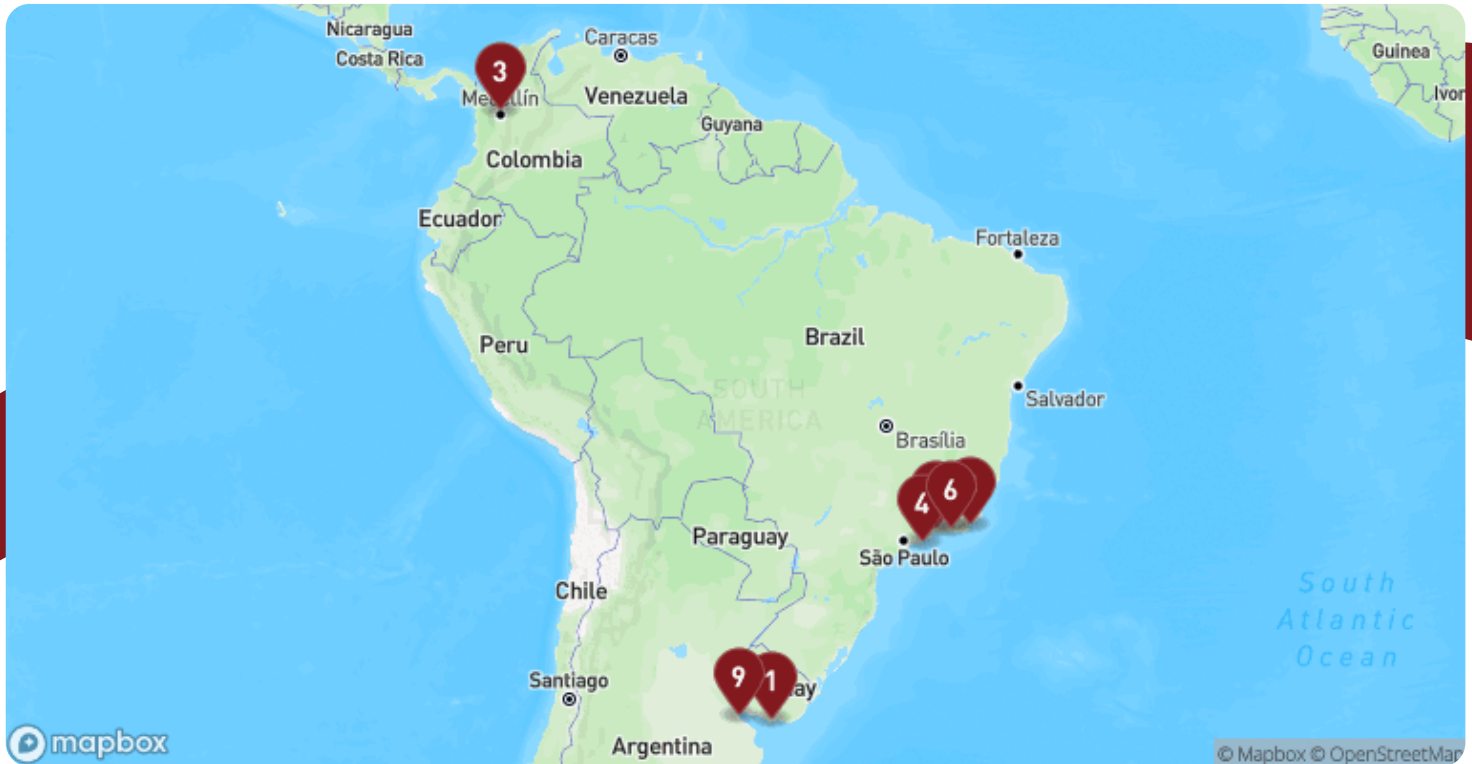 Nicaragua
Caracas
Costa Rica
Guinea
3
Venezuela
Ivor
Guyana
Colombia
Ecuador
Fortaleza
Peru
Brazil
SOUTH
AMERICA
Salvador
Brasília
6
4
Paraguay
São Paulo
Chile
South
Atlantic
Ocean
Santiago
9
1
ay
Argentina
mapbox
© Mapbox © OpenStreetMap